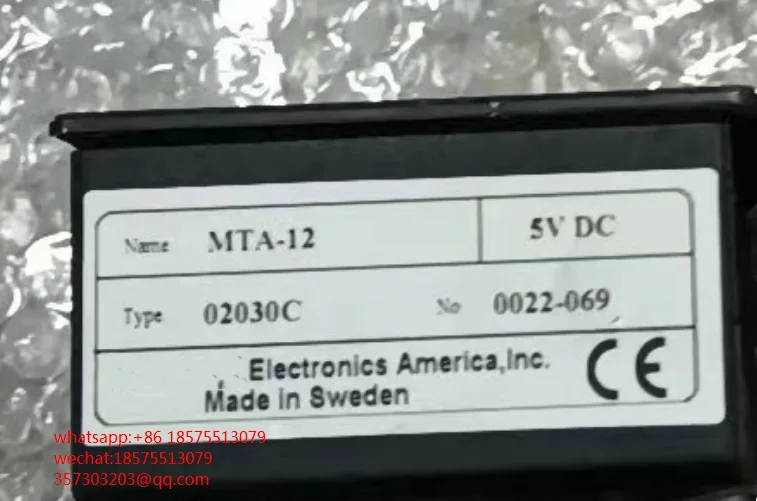 Name MTA-12 5V DC
Type 02030C No 0022-069
Electronics America,Inc.
Made in Sweden
CE
whatsapp:+86 18575513079
wechat:18575513079
357303203@qq.com